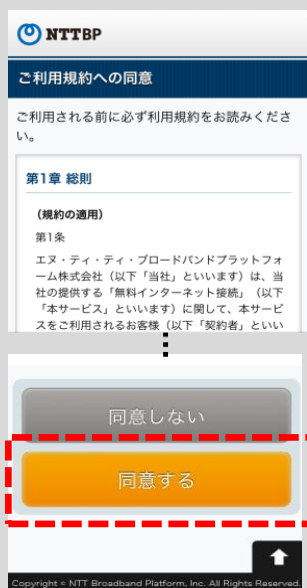 NTTBP
ご利用規約への同意
ご利用される前に必ず利用規約をお読みくださ
い。
第1章 総則
(規約の適用)
第1条
エヌ・ティ・ティ・ブロードバンドプラットフォ
ーム株式会社（以下「当社」といいます）は、当
社の提供する「無料インターネット接続」（以下
「本サービス」といいます）に関して、本サービ
スをご利用されるお客様（以下「契約者」といい
同意しない
同意する
Copyright © NTT Broadband Platform, Inc. All Rights Reserved.